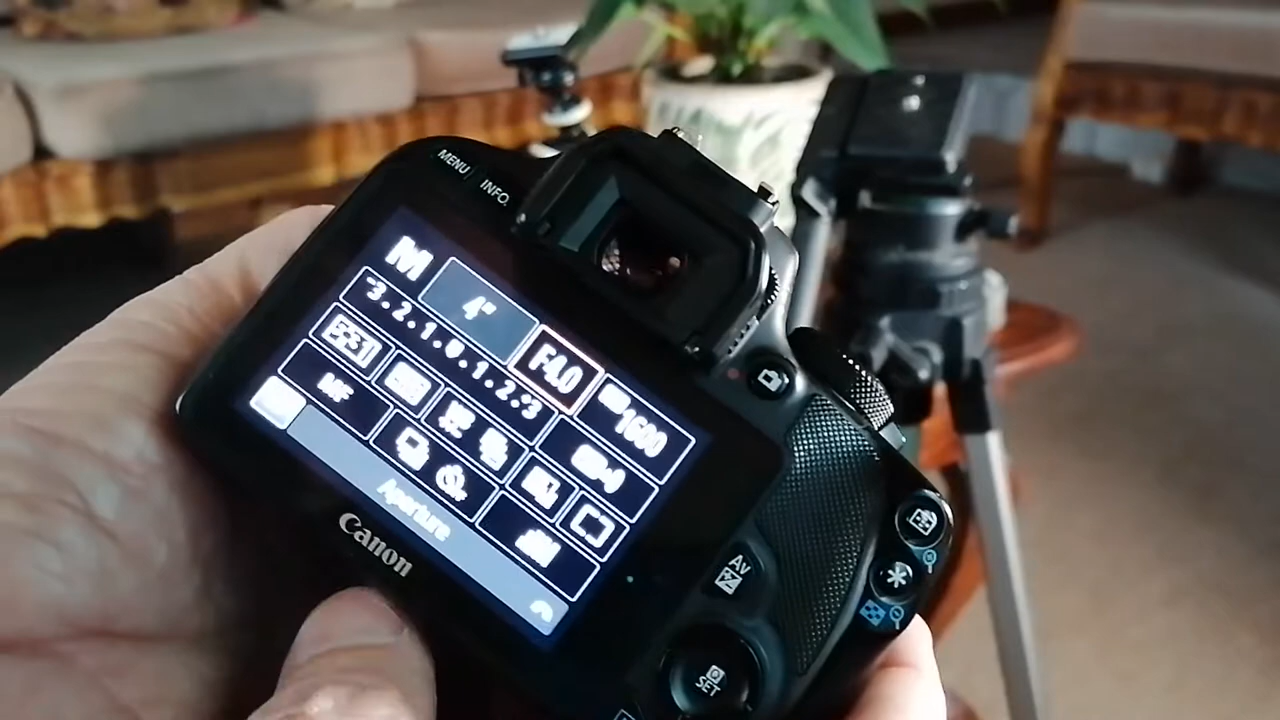 MENU INFO.
M 4" F4.0
1600
-3..2..1..0..1..2..+3
MF
Aperture
Canon
Av
SET